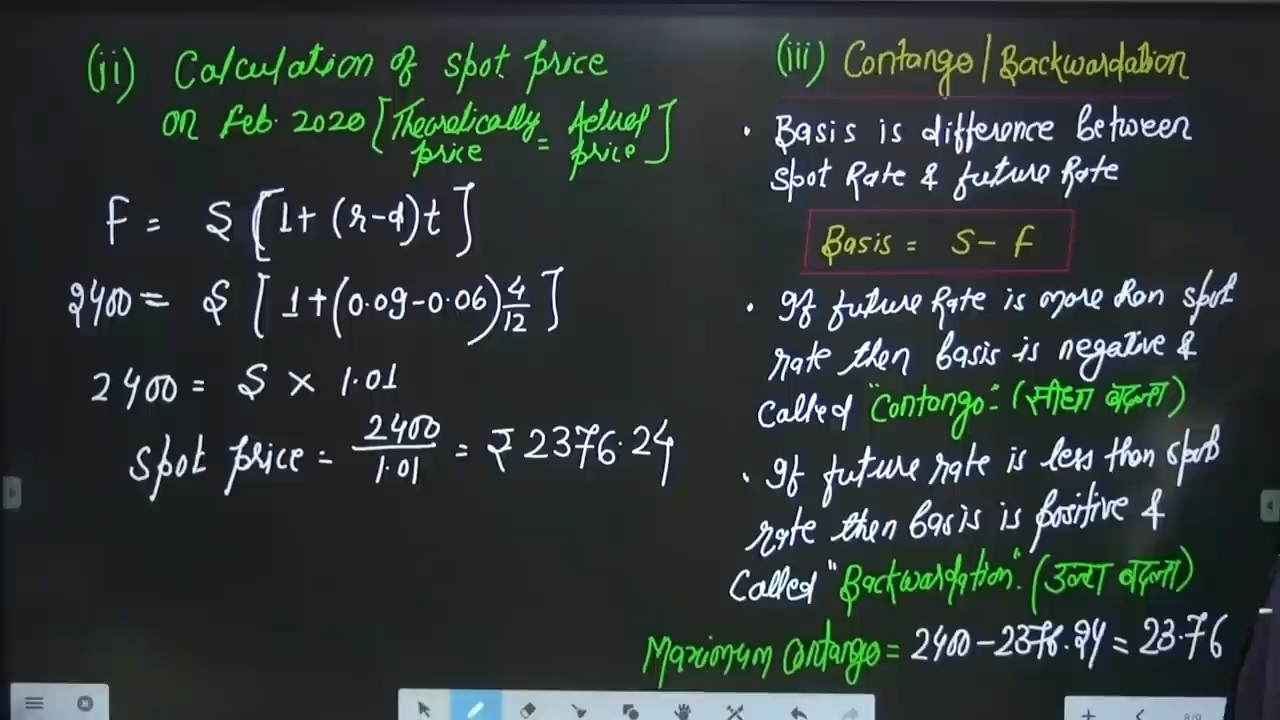 (ii) Calculation of spot price
on Feb. 2020 [Theoretically price = Actual price]
F = S [1+ (r-d)t]
2400 = S [1+(0.09-0.06) 4/12]
2400 = S × 1.01
spot price = 2400/1.01 = ₹ 2376.24
(iii) Contango/Backwardation
• Basis is difference between
spot Rate & future Rate
Basis = S - F
• If future Rate is more than spot
rate then basis is negative &
Called "Contango": (सीधा बदला)
• If future rate is less than spot
rate then basis is positive &
Called "Backwardation". (उल्टा बदला)
Maximum Contango = 2400-2376.24 = 23.76